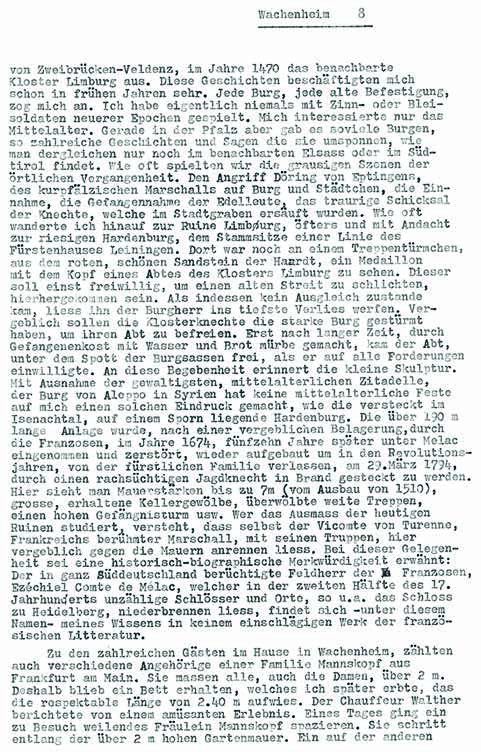 Wachenheim 8
von Zweibrücken-Veldenz, im Jahre 1470 das benachbarte
Kloster Limburg aus. Diese Geschichten beschäftigten mich
schon in frühen Jahren sehr. Jede Burg, jede alte Befestigung,
zog mich an. Ich habe eigentlich niemals mit Zinn- oder Blei-
soldaten neuerer Epochen gespielt. Mich interessierte nur das
Mittelalter. Gerade in der Pfalz aber gab es soviele Burgen,
so zahlreiche Geschichten und Sagen die sie umsponnen, wie
man dergleichen nur noch im benachbarten Elsass oder im Süd-
tirol findet. Wie oft spielten wir die grausigen Szenen der
örtlichen Vergangenheit. Den Angriff Döring von Eptingens,
des kurpfälzischen Marschalls auf Burg und Städtchen, die Ein-
nahme, die Gefangennahme der Edelleute, das traurige Schicksal
der Knechte, welche im Stadtgraben ersäuft wurden. Wie oft
wanderte ich hinauf zur Ruine Limburg, öfters und mit Andacht
zur riesigen Hardenburg, dem Stammsitze einer Linie des
Fürstenhauses Leiningen. Dort war noch an einem Treppentürmchen,
aus dem roten, schönen Sandstein der Haardt, ein Medaillon
mit dem Kopf eines Abtes des Klosters Limburg zu sehen. Dieser
soll einst freiwillig, um einen alten Streit zu schlichten,
hierhergekommen sein. Als indessen kein Ausgleich zustande
kam, liess ihn der Burgherr ins tiefste Verlies werfen. Ver-
geblich sollen die Klosterknechte die starke Burg gestürmt
haben, um ihren Abt zu befreien. Erst nach langer Zeit, durch
Gefangenenkost mit Wasser und Brot mürbe gemacht, kam der Abt,
unter dem Spott der Burgsassen frei, als er auf alle Forderungen
einwilligte. An diese Begebenheit erinnert die kleine Skulptur.
Mit Ausnahme der gewaltigsten, mittelalterlichen Zitadelle,
der Burg von Aleppo in Syrien hat keine mittelalterliche Feste
auf mich einen solchen Eindruck gemacht, wie die versteckt im
Isenachtal, auf einem Sporn liegende Hardenburg. Die über 190 m
lange Anlage wurde, nach einer vergeblichen Belagerung,durch
die Franzosen, im Jahre 1674, fünfzehn Jahre später unter Melac
eingenommen und zerstört, wieder aufgebaut um in den Revolutions-
jahren, von der fürstlichen Familie verlassen, am 29.März 1794,
durch einen rachsüchtigen Jagdknecht in Brand gesteckt zu werden.
Hier sieht man Mauerstärken bis zu 7m (vom Ausbau von 1510),
grosse, erhaltene Kellergewölbe, überwölbte weite Treppen,
einen hohen Gefängnisturm usw. Wer das Ausmass der heutigen
Ruinen studiert, versteht, dass selbst der Vicomte von Turenne,
Frankreichs berühmter Marschall, mit seinen Truppen, hier
vergeblich gegen die Mauern anrennen liess. Bei dieser Gelegen-
heit sei eine historisch-biographische Merkwürdigkeit erwähnt:
Der in ganz Süddeutschland berüchtigte Feldherr der Franzosen,
Ezéchiel Comte de Mélac, welcher in der zweiten Hälfte des 17.
Jahrhunderts unzählige Schlösser und Orte, so u.a. das Schloss
zu Heidelberg, niederbrennen liess, findet sich -unter diesem
Namen- meines Wissens in keinem einschlägigen Werk der franzö-
sischen Litteratur.
Zu den zahlreichen Gästen im Hause in Wachenheim, zählten
auch verschiedene Angehörige einer Familie Mannskopf aus
Frankfurt am Main. Sie massen alle, auch die Damen, über 2 m.
Deshalb blieb ein Bett erhalten, welches ich später erbte, das
die respektable Länge von 2.40 m aufwies. Der Chauffeur Walther
berichtete von einem amüsanten Erlebnis. Eines Tages ging ein
zu Besuch weilendes Fräulein Mannskopf spazieren. Sie schritt
entlang der über 2 m hohen Gartenmauer. Ein auf der anderen